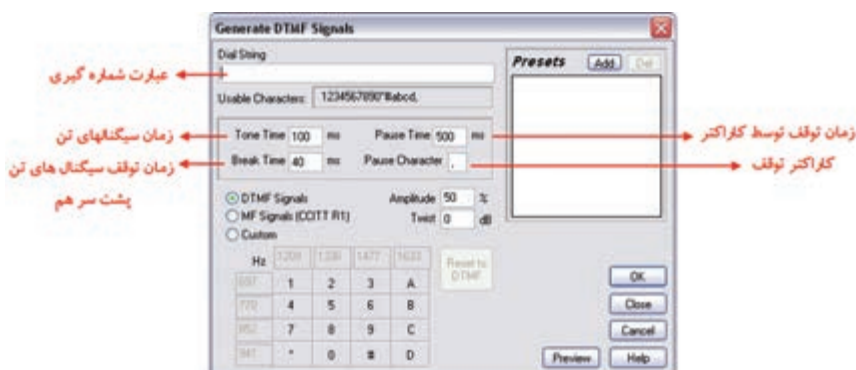 Generate DTMF Signals
Dial String
Presets Add Del
عبارت شماره گیری
Usable Characters: 1234567890*#abcd,
زمان سیگنالهای تن
Tone Time 100 ms Pause Time 500 ms
زمان توقف توسط کاراکتر
Break Time 40 ms Pause Character ,
زمان توقف سیگنال های تن
پشت سر هم
کاراکتر توقف
DTMF Signals Amplitude 50 %
MF Signals (CCITT R1) Twist 0 dB
Custom
Hz 1209 1336 1477 1633 Reset to
DTMF
697 1 2 3 A
770 4 5 6 B
852 7 8 9 C
941 * 0 # D
OK
Close
Cancel
Preview Help